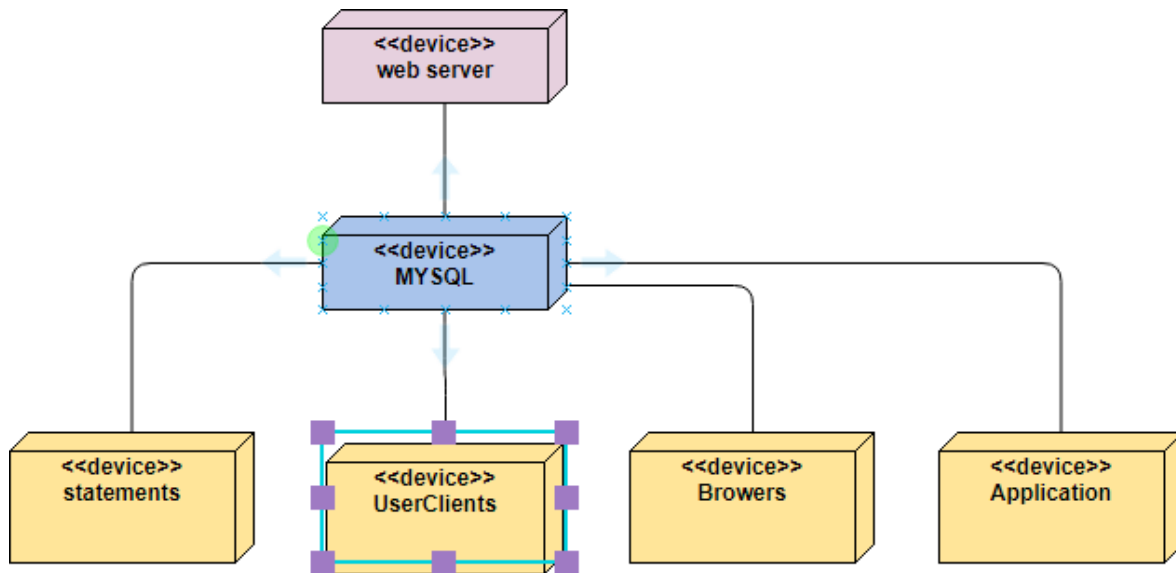 <<device>>
web server
<<device>>
MYSQL
<<device>>
statements
<<device>>
UserClients
<<device>>
Browers
<<device>>
Application